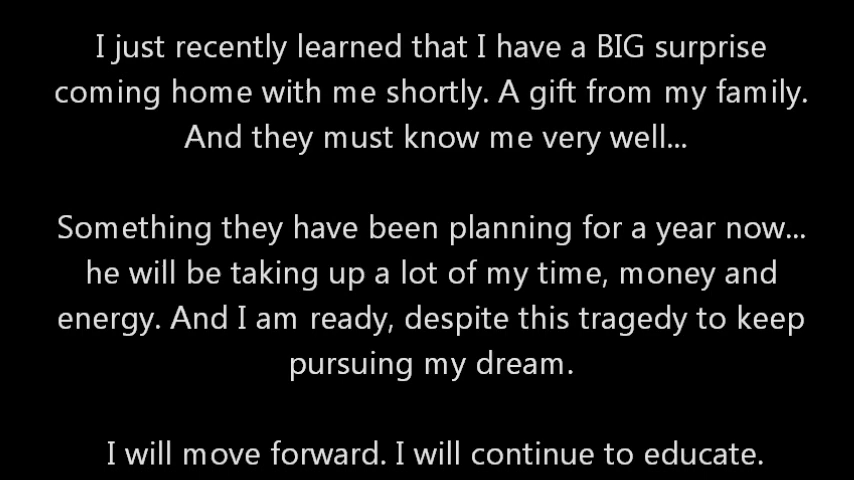 I just recently learned that I have a BIG surprise
coming home with me shortly. A gift from my family.
And they must know me very well...
Something they have been planning for a year now...
he will be taking up a lot of my time, money and
energy. And I am ready, despite this tragedy to keep
pursuing my dream.
I will move forward. I will continue to educate.